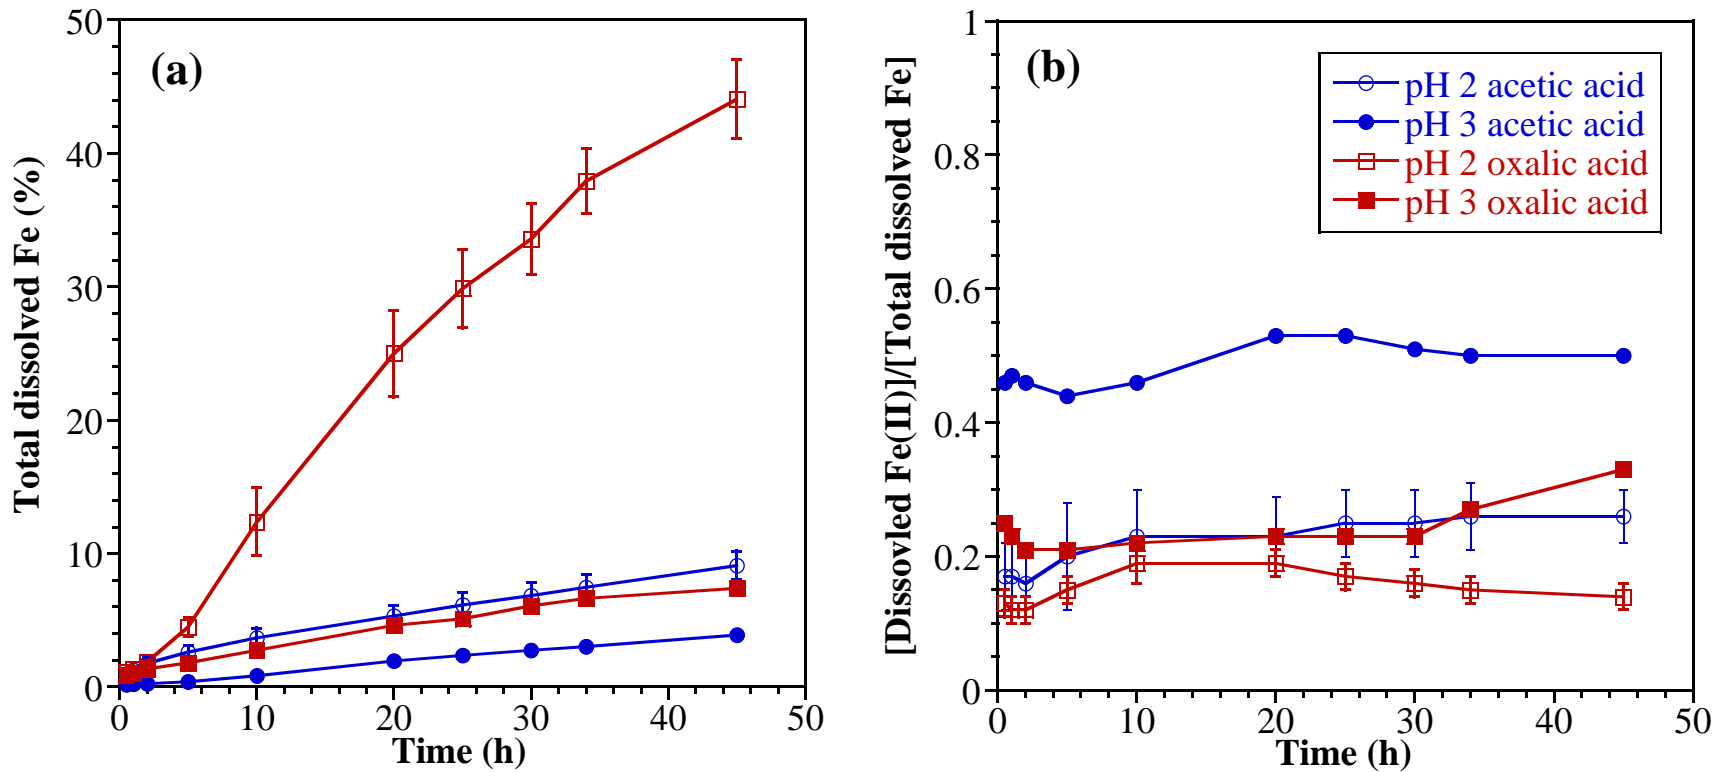 (a)
Total dissolved Fe (%)
50
40
30
20
10
0
0 10 20 30 40 50
Time (h)
(b)
[Dissovled Fe(II)]/[Total dissolved Fe]
1
0.8
0.6
0.4
0.2
0
0 10 20 30 40 50
Time (h)
pH 2 acetic acid
pH 3 acetic acid
pH 2 oxalic acid
pH 3 oxalic acid